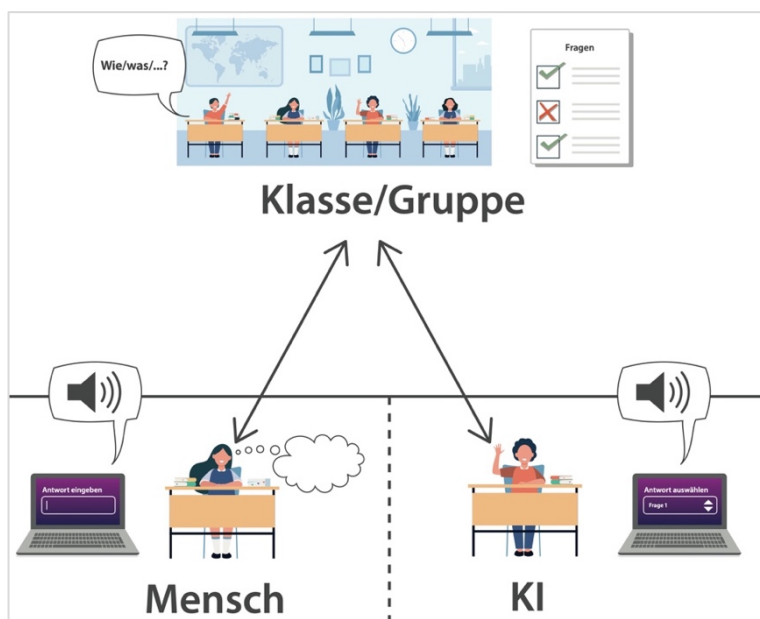 Wie/was/...?
Fragen
Klasse/Gruppe
Antwort eingeben
Antwort auswählen
Frage 1
Mensch
KI